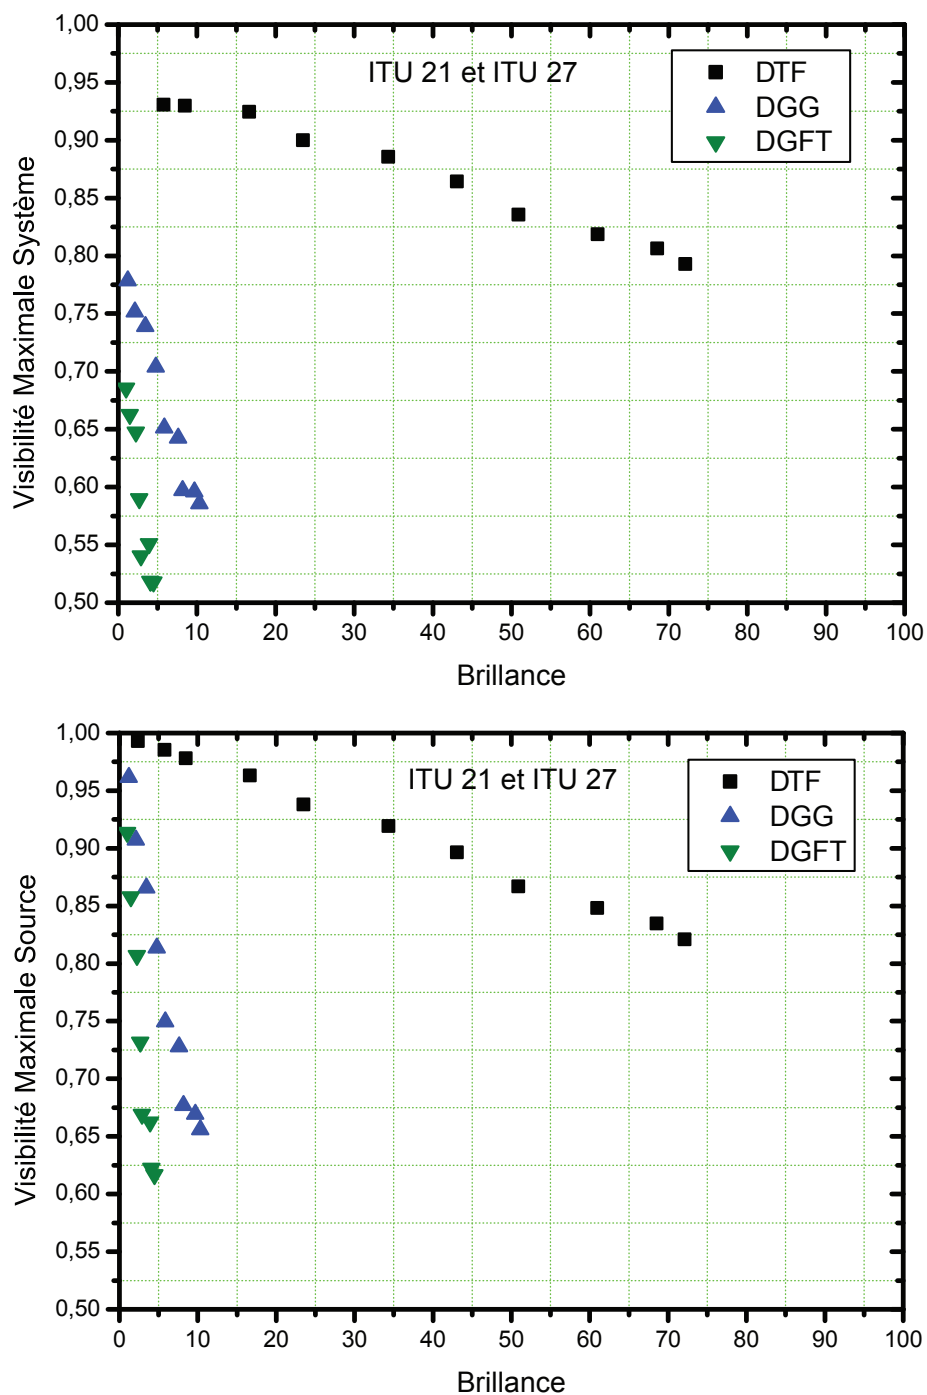 Visibilité Maximale Système
1,00
0,95
0,90
0,85
0,80
0,75
0,70
0,65
0,60
0,55
0,50
ITU 21 et ITU 27
DTF
DGG
DGFT
0 10 20 30 40 50 60 70 80 90 100
Brillance
Visibilité Maximale Source
1,00
0,95
0,90
0,85
0,80
0,75
0,70
0,65
0,60
0,55
0,50
ITU 21 et ITU 27
DTF
DGG
DGFT
0 10 20 30 40 50 60 70 80 90 100
Brillance